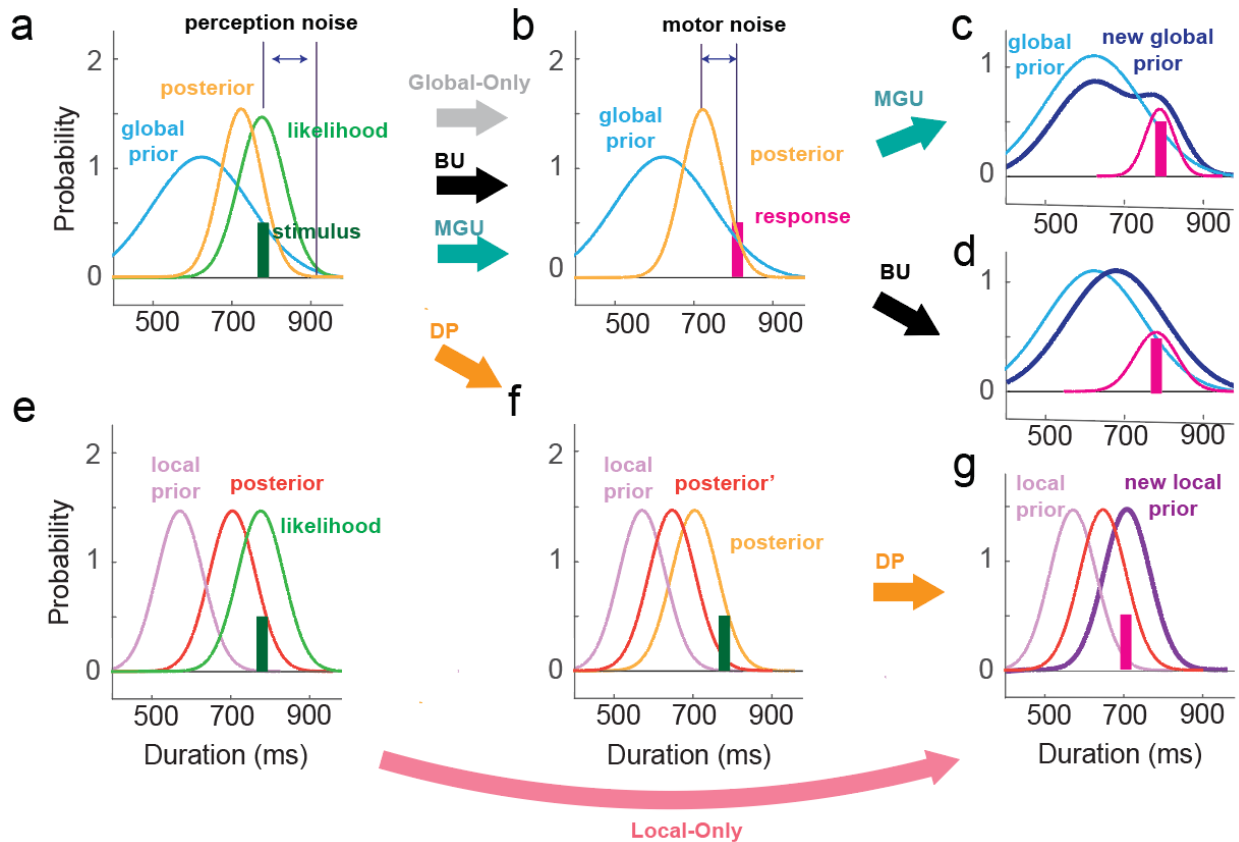 a
perception noise
2
posterior
global
prior
likelihood
1
stimulus
0
Probability
500
700
900
Global-Only
BU
MGU
DP
b
motor noise
2
global
prior
posterior
1
response
0
500
700
900
MGU
BU
c
global
prior
new global
prior
1
0
500
700
900
d
1
0
500
700
900
e
2
local
prior
posterior
likelihood
1
0
Probability
500
700
900
Duration (ms)
f
2
local
prior
posterior’
posterior
1
0
500
700
900
Duration (ms)
DP
g
local
prior
new local
prior
1
0
500
700
900
Duration (ms)
Local-Only